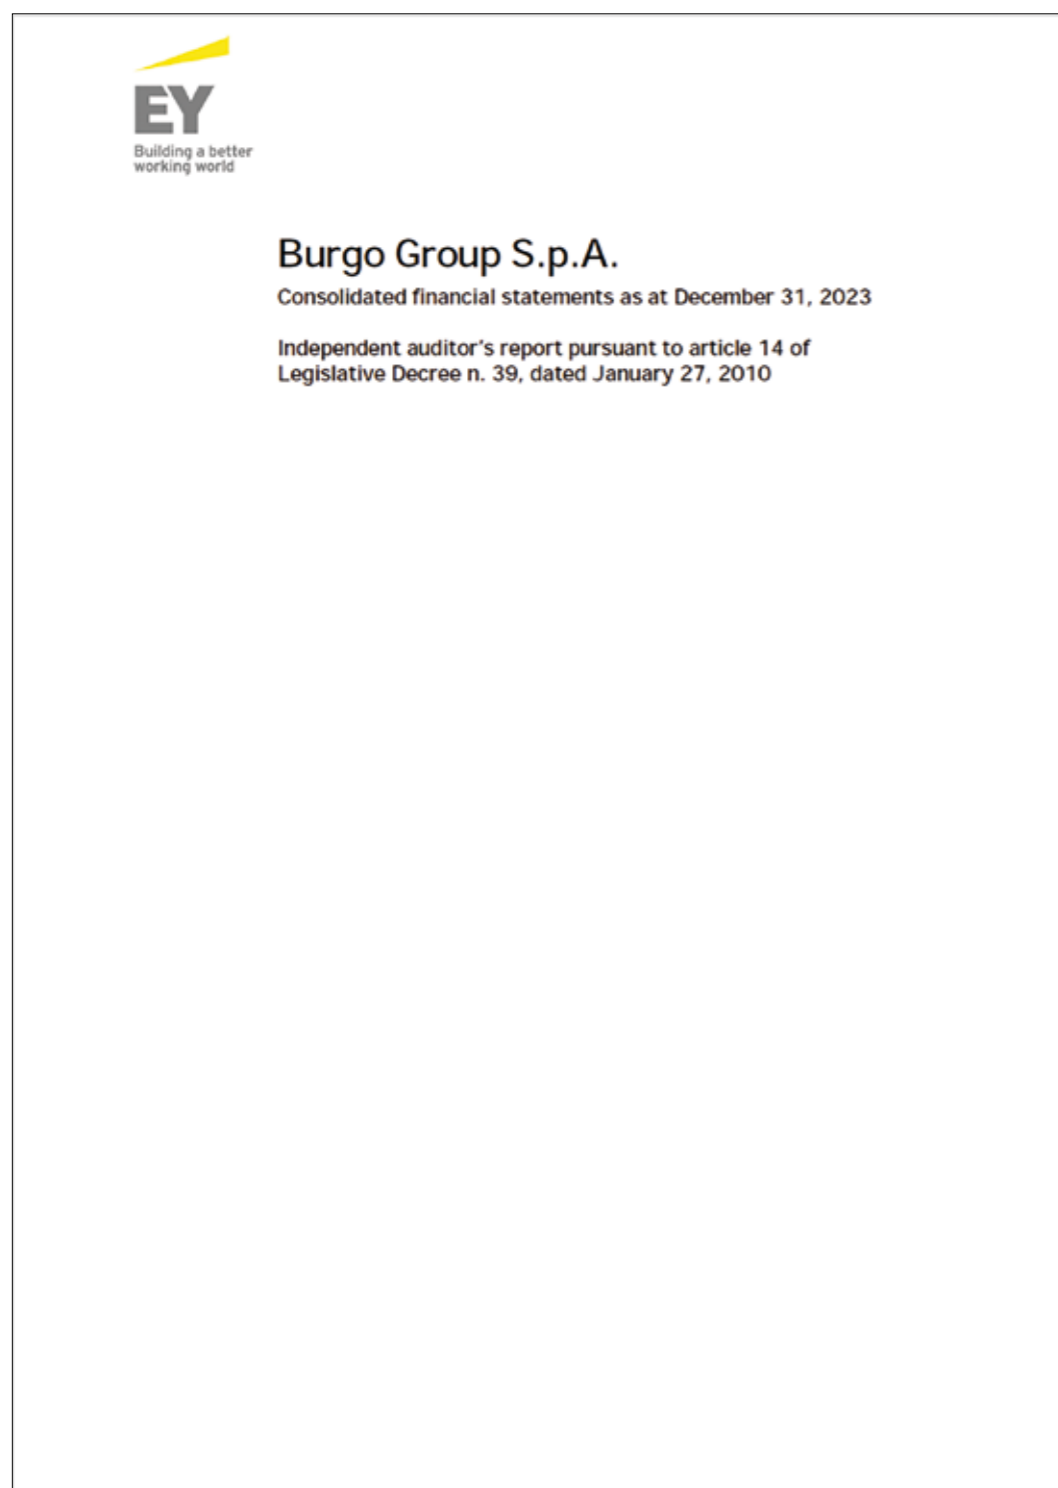 EY
Building a better
working world
Burgo Group S.p.A.
Consolidated financial statements as at December 31, 2023
Independent auditor's report pursuant to article 14 of
Legislative Decree n. 39, dated January 27, 2010